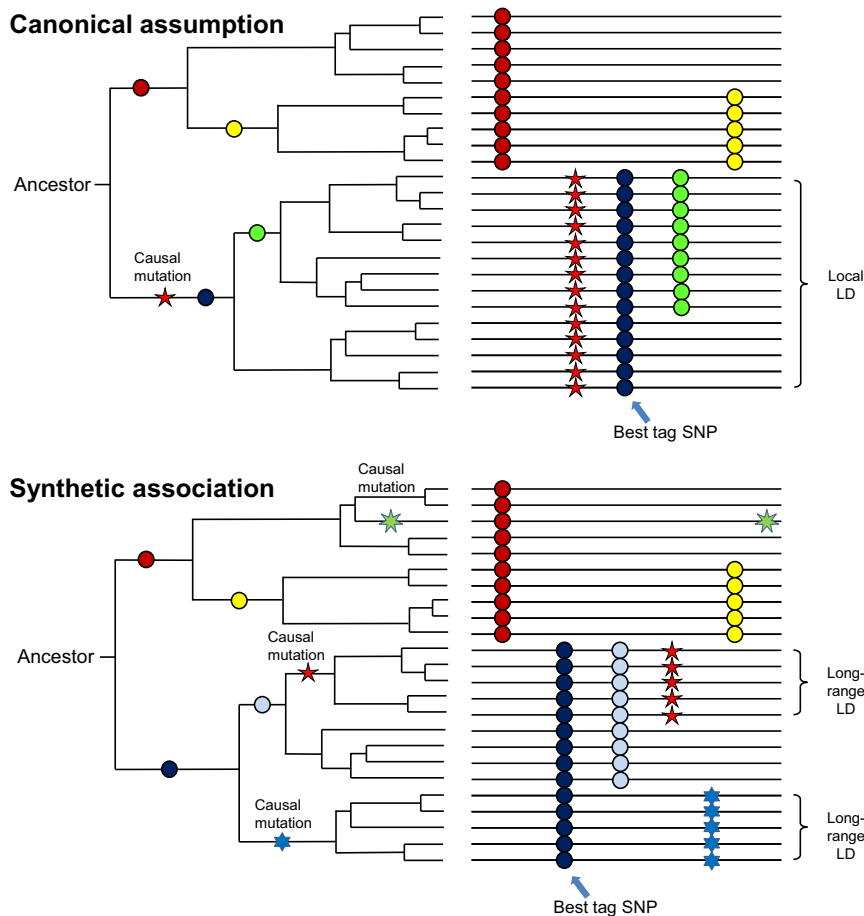 Canonical assumption
Ancestor
Causal
mutation
Local
LD
Best tag SNP
Synthetic association
Causal
mutation
Ancestor
Causal
mutation
Long-
range
LD
Causal
mutation
Long-
range
LD
Best tag SNP